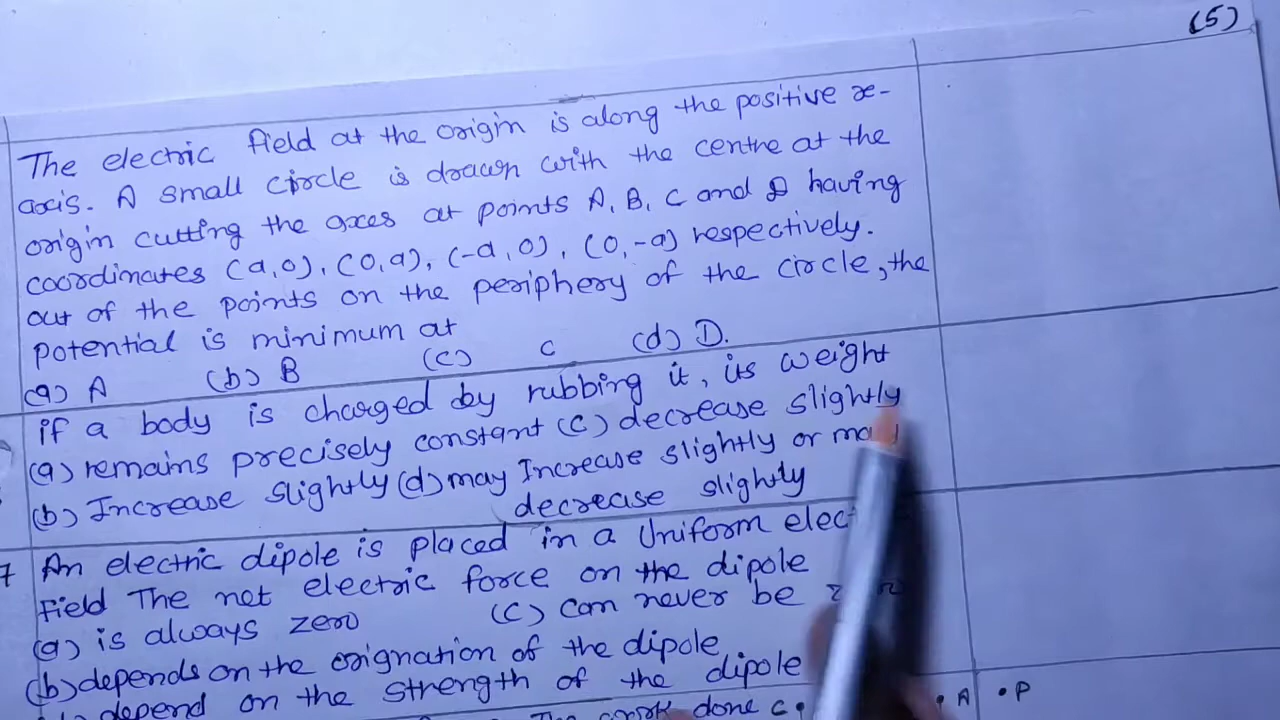 (5)
The electric field at the origin is along the positive x-
axis. A small circle is drawn with the centre at the
origin cutting the axes at points A, B, C and D having
coordinates (a,0), (0,a), (-a,0), (0,-a) respectively.
out of the points on the periphery of the circle, the
potential is minimum at
(a) A (b) B (c) C (d) D.
if a body is charged by rubbing it, its weight
(a) remains precisely constant (c) decrease slightly
(b) Increase slightly (d) may Increase slightly or may
decrease slightly
7 An electric dipole is placed in a Uniform elec
Field The net electric force on the dipole
(a) is always zero (c) can never be zero
(b) depends on the orignation of the dipole
depend on the strength of the dipole
The work done C.
• A • P